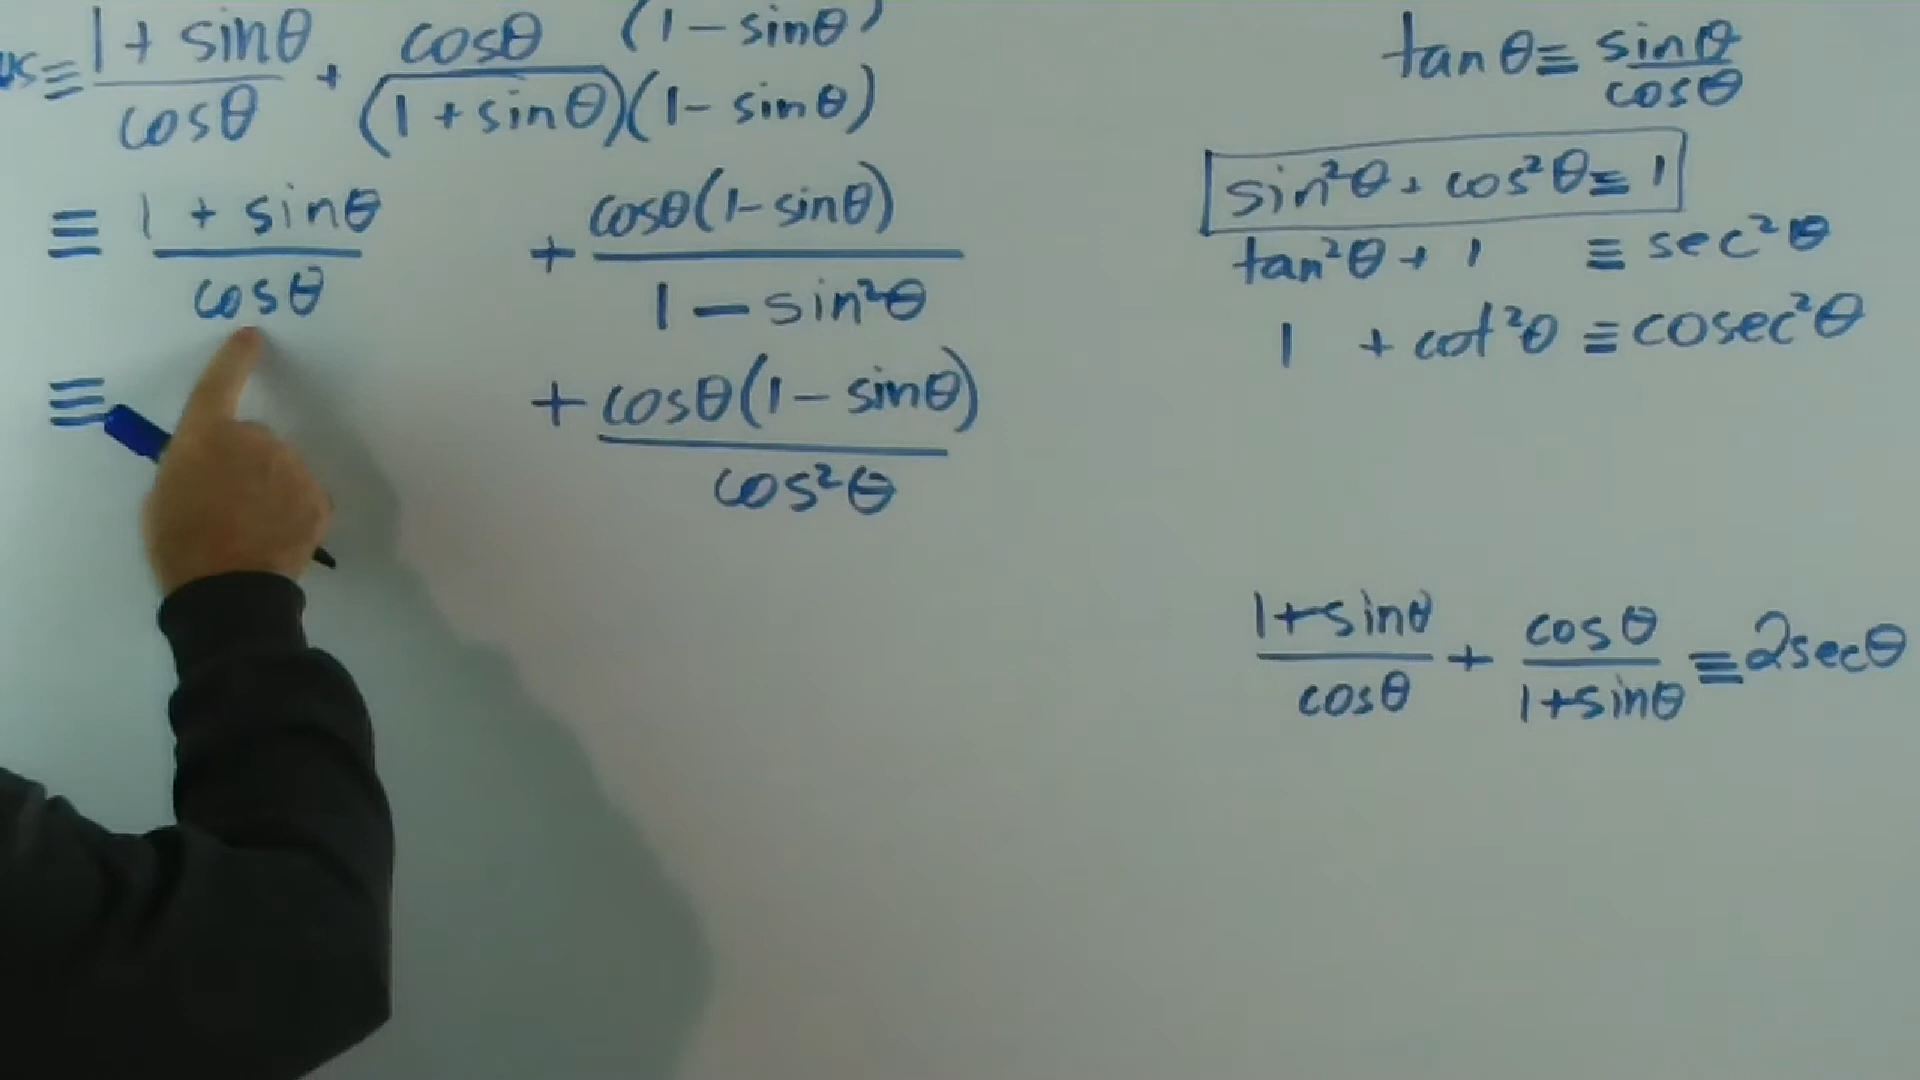 ≡ 1 + sinθ / cosθ + cosθ (1 - sinθ) / (1 + sinθ)(1 - sinθ)
≡ 1 + sinθ / cosθ + cosθ(1 - sinθ) / 1 - sin²θ
≡ + cosθ(1 - sinθ) / cos²θ
tan θ ≡ sinθ / cosθ
sin²θ + cos²θ ≡ 1
tan²θ + 1 ≡ sec²θ
1 + cot²θ ≡ cosec²θ
1+sinθ / cosθ + cosθ / 1+sinθ ≡ 2secθ